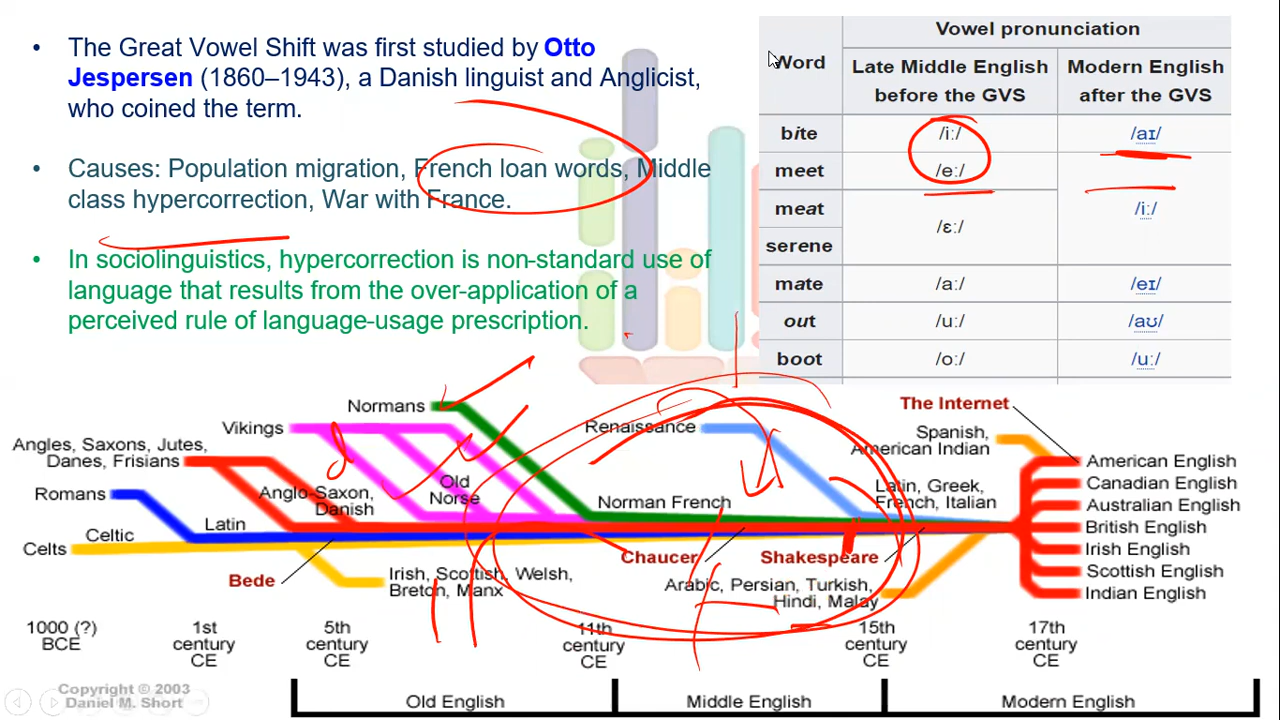 • The Great Vowel Shift was first studied by Otto
Jespersen (1860–1943), a Danish linguist and Anglicist,
who coined the term.
• Causes: Population migration, French loan words, Middle
class hypercorrection, War with France.
• In sociolinguistics, hypercorrection is non-standard use of
language that results from the over-application of a
perceived rule of language-usage prescription.
Vowel pronunciation
Word
Late Middle English
before the GVS
Modern English
after the GVS
bite /iː/ /aɪ/
meet /eː/
meat /iː/
/ɛː/
serene
mate /aː/ /eɪ/
out /uː/ /aʊ/
boot /oː/ /uː/
Normans
Vikings
Angles, Saxons, Jutes,
Danes, Frisians
Romans
Celts
Celtic
Latin
Anglo-Saxon,
Danish
Old
Norse
Bede
Irish, Scottish, Welsh,
Breton, Manx
Norman French
Renaissance
Chaucer
Shakespeare
Latin, Greek,
French, Italian
Arabic, Persian, Turkish,
Hindi, Malay
The Internet
Spanish,
American Indian
American English
Canadian English
Australian English
British English
Irish English
Scottish English
Indian English
1000 (?)
BCE
1st
century
CE
5th
century
CE
11th
century
CE
15th
century
CE
17th
century
CE
Copyright © 2003
Daniel M. Short
Old English
Middle English
Modern English